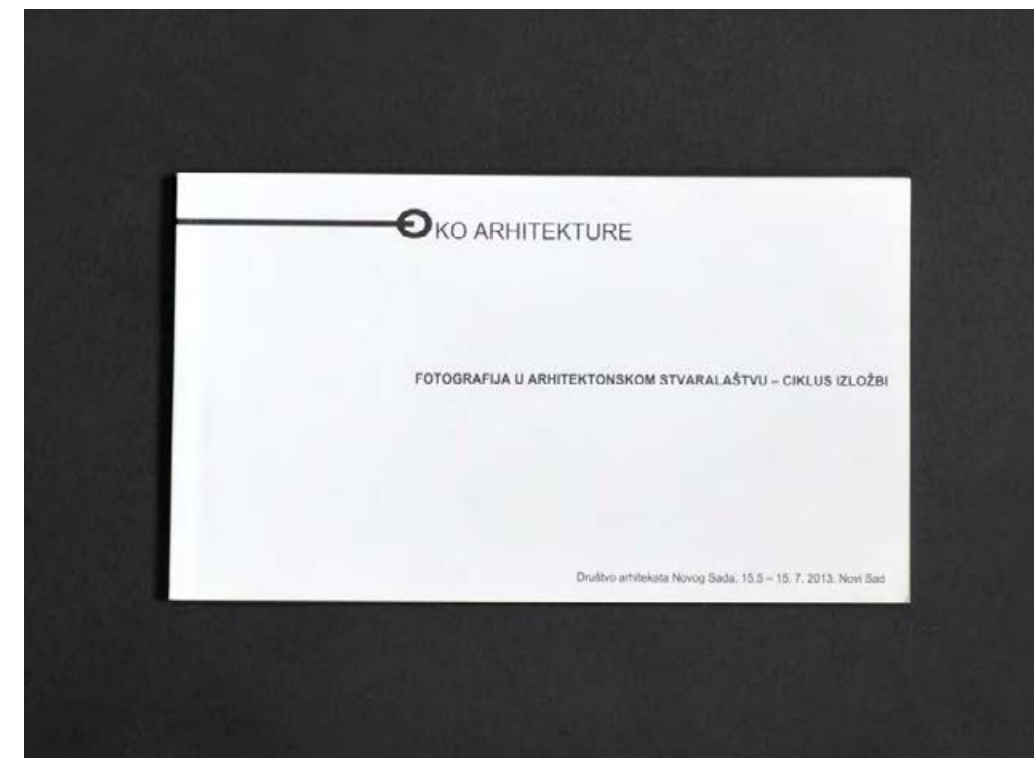 OKO ARHITEKTURE
FOTOGRAFIJA U ARHITEKTONSKOM STVARALAŠTVU – CIKLUS IZLOŽBI
Društvo arhitekata Novog Sada, 15.5 – 15. 7. 2013, Novi Sad